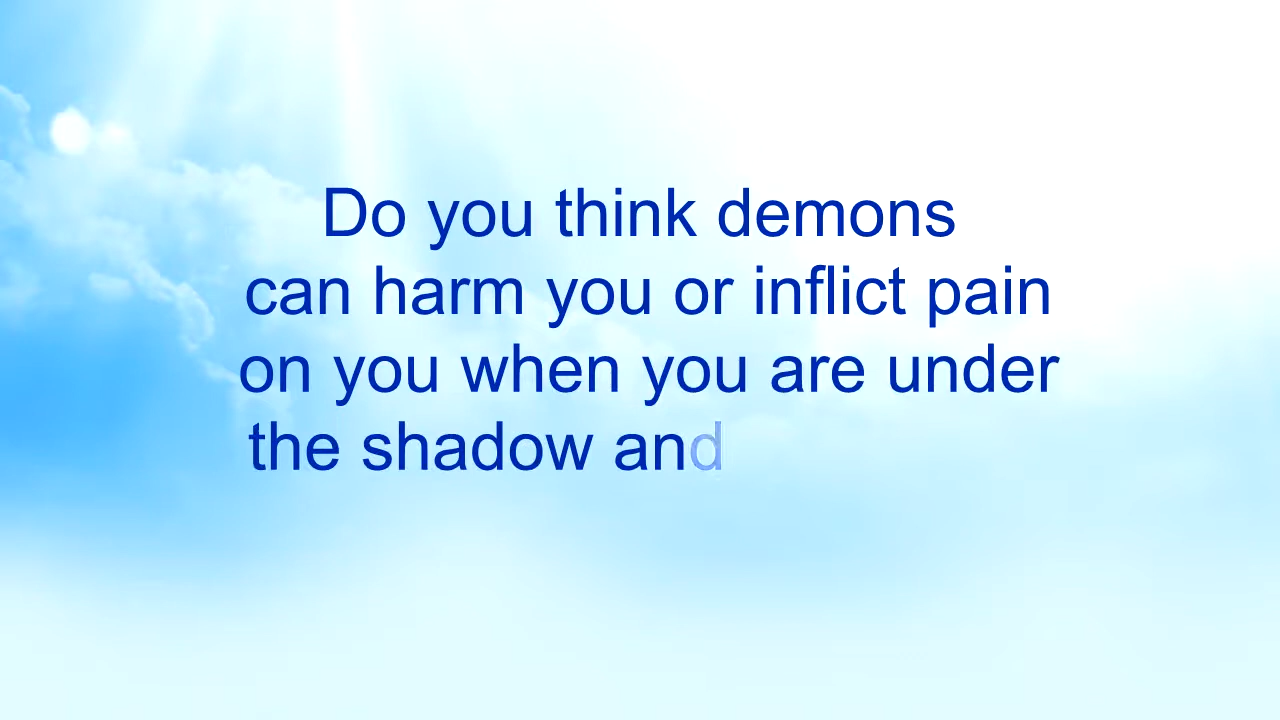 Do you think demons
can harm you or inflict pain
on you when you are under
the shadow and